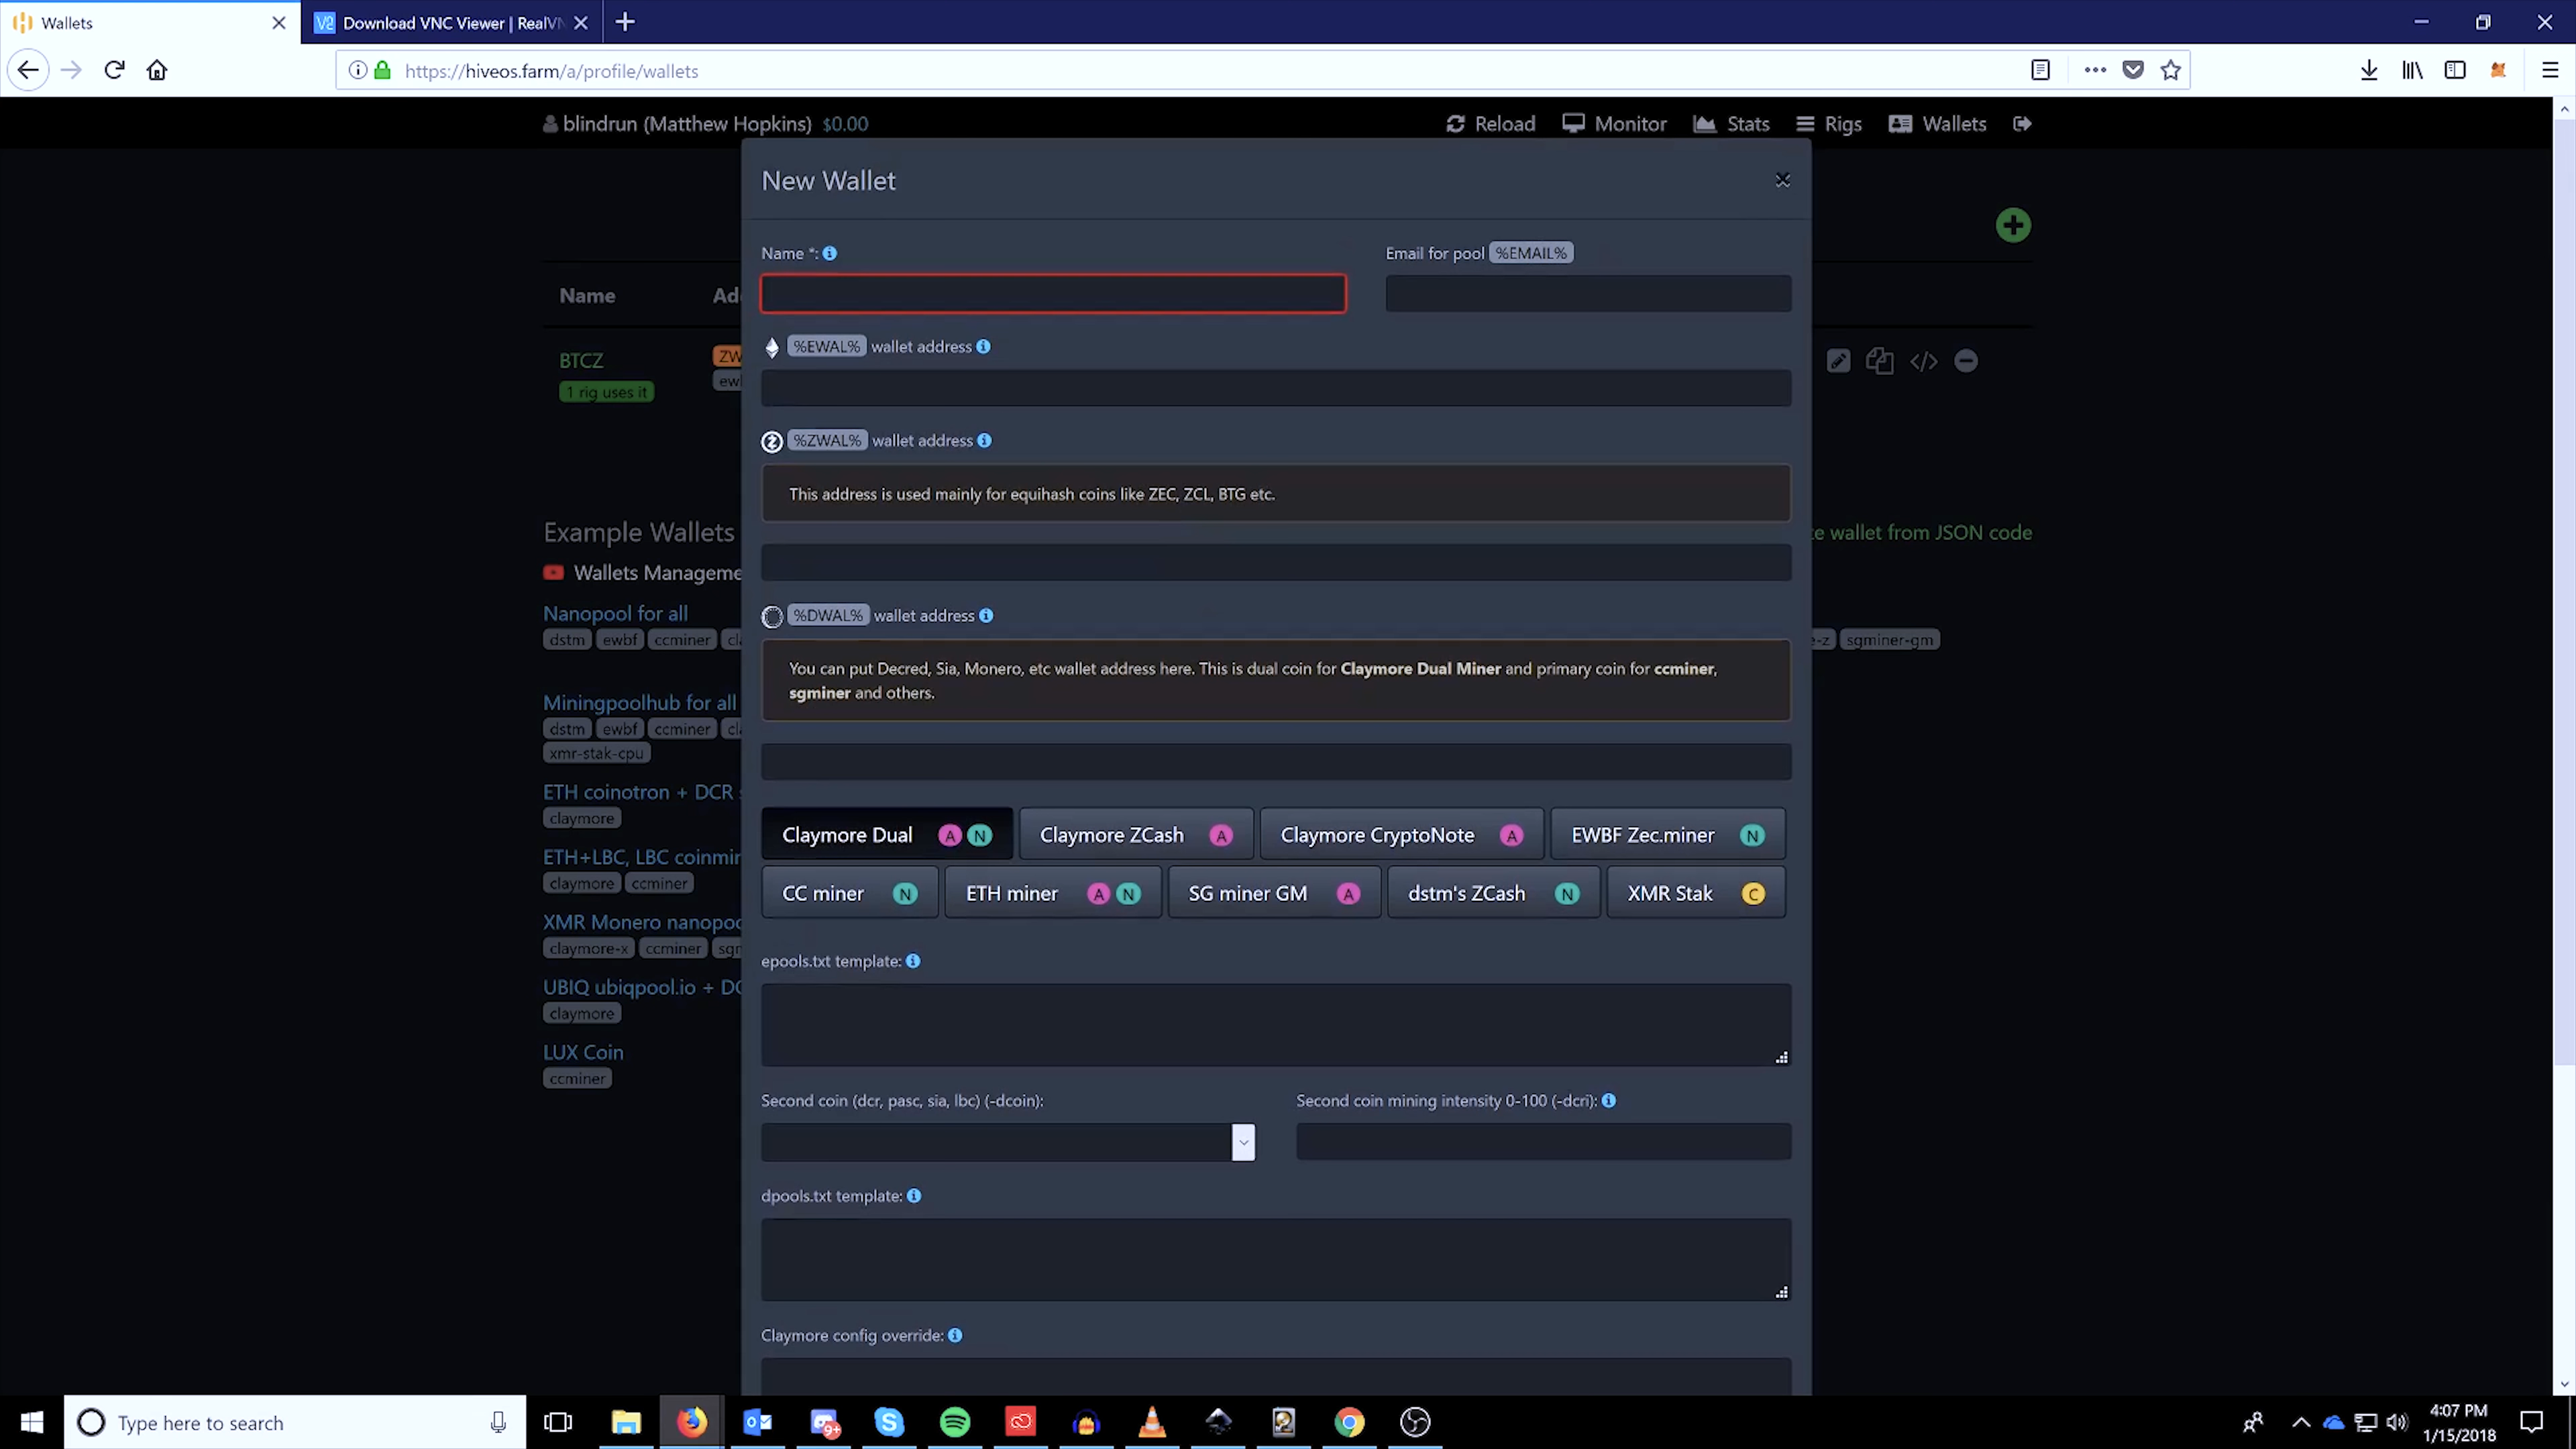 Wallets
Download VNC Viewer | RealVN
https://hiveos.farm/a/profile/wallets
blindrun (Matthew Hopkins) $0.00
Reload Monitor Stats Rigs Wallets
New Wallet
Name *:
Email for pool %EMAIL%
Name
%EWAL% wallet address
BTCZ
1 rig uses it
%ZWAL% wallet address
This address is used mainly for equihash coins like ZEC, ZCL, BTG etc.
Example Wallets
wallet from JSON code
Nanopool for all
dstm ewbf ccminer
sgminer-gm
%DWAL% wallet address
You can put Decred, Sia, Monero, etc wallet address here. This is dual coin for Claymore Dual Miner and primary coin for ccminer,
sgminer and others.
Miningpoolhub for all
dstm ewbf ccminer
xmr-stak-cpu
ETH coinotron + DCR
claymore
ETH+LBC, LBC
claymore ccminer
XMR Monero
claymore-x ccminer
UBIQ ubiqpool.io +
claymore
LUX Coin
ccminer
Claymore Dual A N
Claymore ZCash A
Claymore CryptoNote A
EWBF Zec.miner N
CC miner N
ETH miner A N
SG miner GM A
dstm's ZCash N
XMR Stak C
epools.txt template:
Second coin (dcr, pasc, sia, lbc) (-dcoin):
Second coin mining intensity 0-100 (-dcri):
dpools.txt template:
Claymore config override:
Type here to search
9+
4:07 PM
1/15/2018